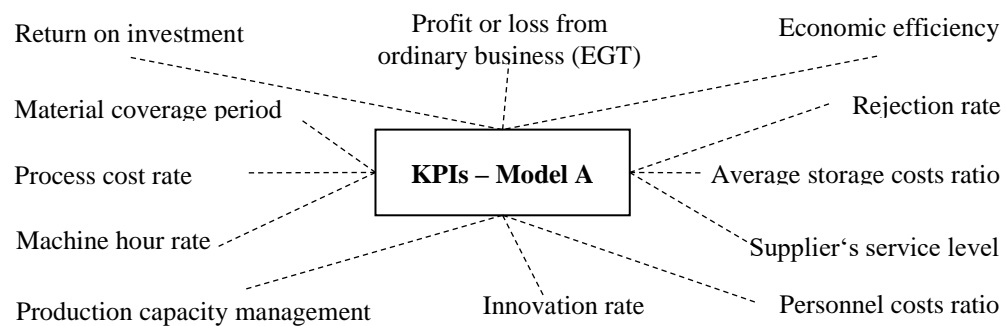 Return on investment
Profit or loss from
ordinary business (EGT)
Economic efficiency
Material coverage period
Rejection rate
KPIs – Model A
Process cost rate
Average storage costs ratio
Machine hour rate
Supplier‘s service level
Production capacity management
Innovation rate
Personnel costs ratio